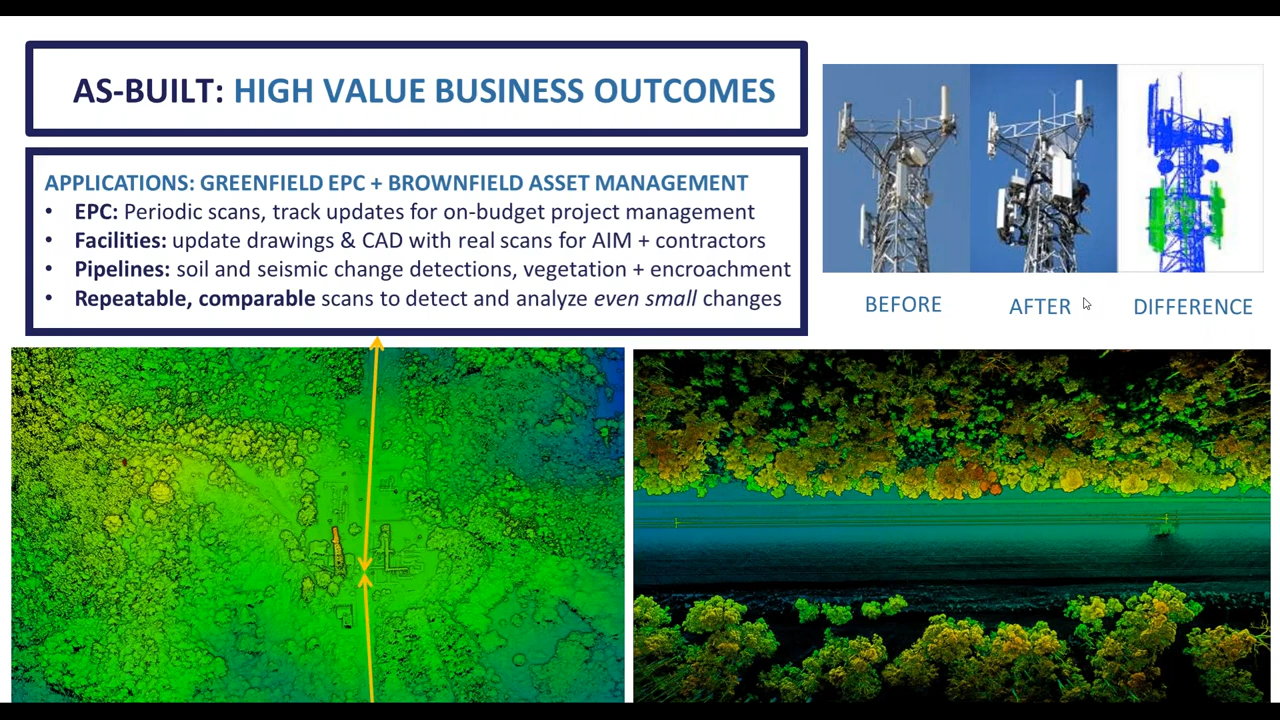 AS-BUILT: HIGH VALUE BUSINESS OUTCOMES
APPLICATIONS: GREENFIELD EPC + BROWNFIELD ASSET MANAGEMENT
• EPC: Periodic scans, track updates for on-budget project management
• Facilities: update drawings & CAD with real scans for AIM + contractors
• Pipelines: soil and seismic change detections, vegetation + encroachment
• Repeatable, comparable scans to detect and analyze even small changes
BEFORE
AFTER
DIFFERENCE